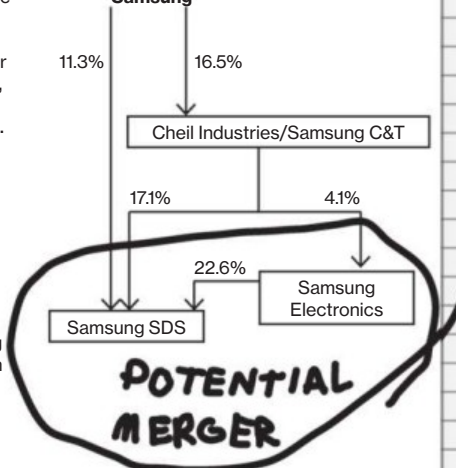 Samsung
11.3%
16.5%
Cheil Industries/Samsung C&T
17.1%
4.1%
22.6%
Samsung
Electronics
Samsung SDS
POTENTIAL
MERGER